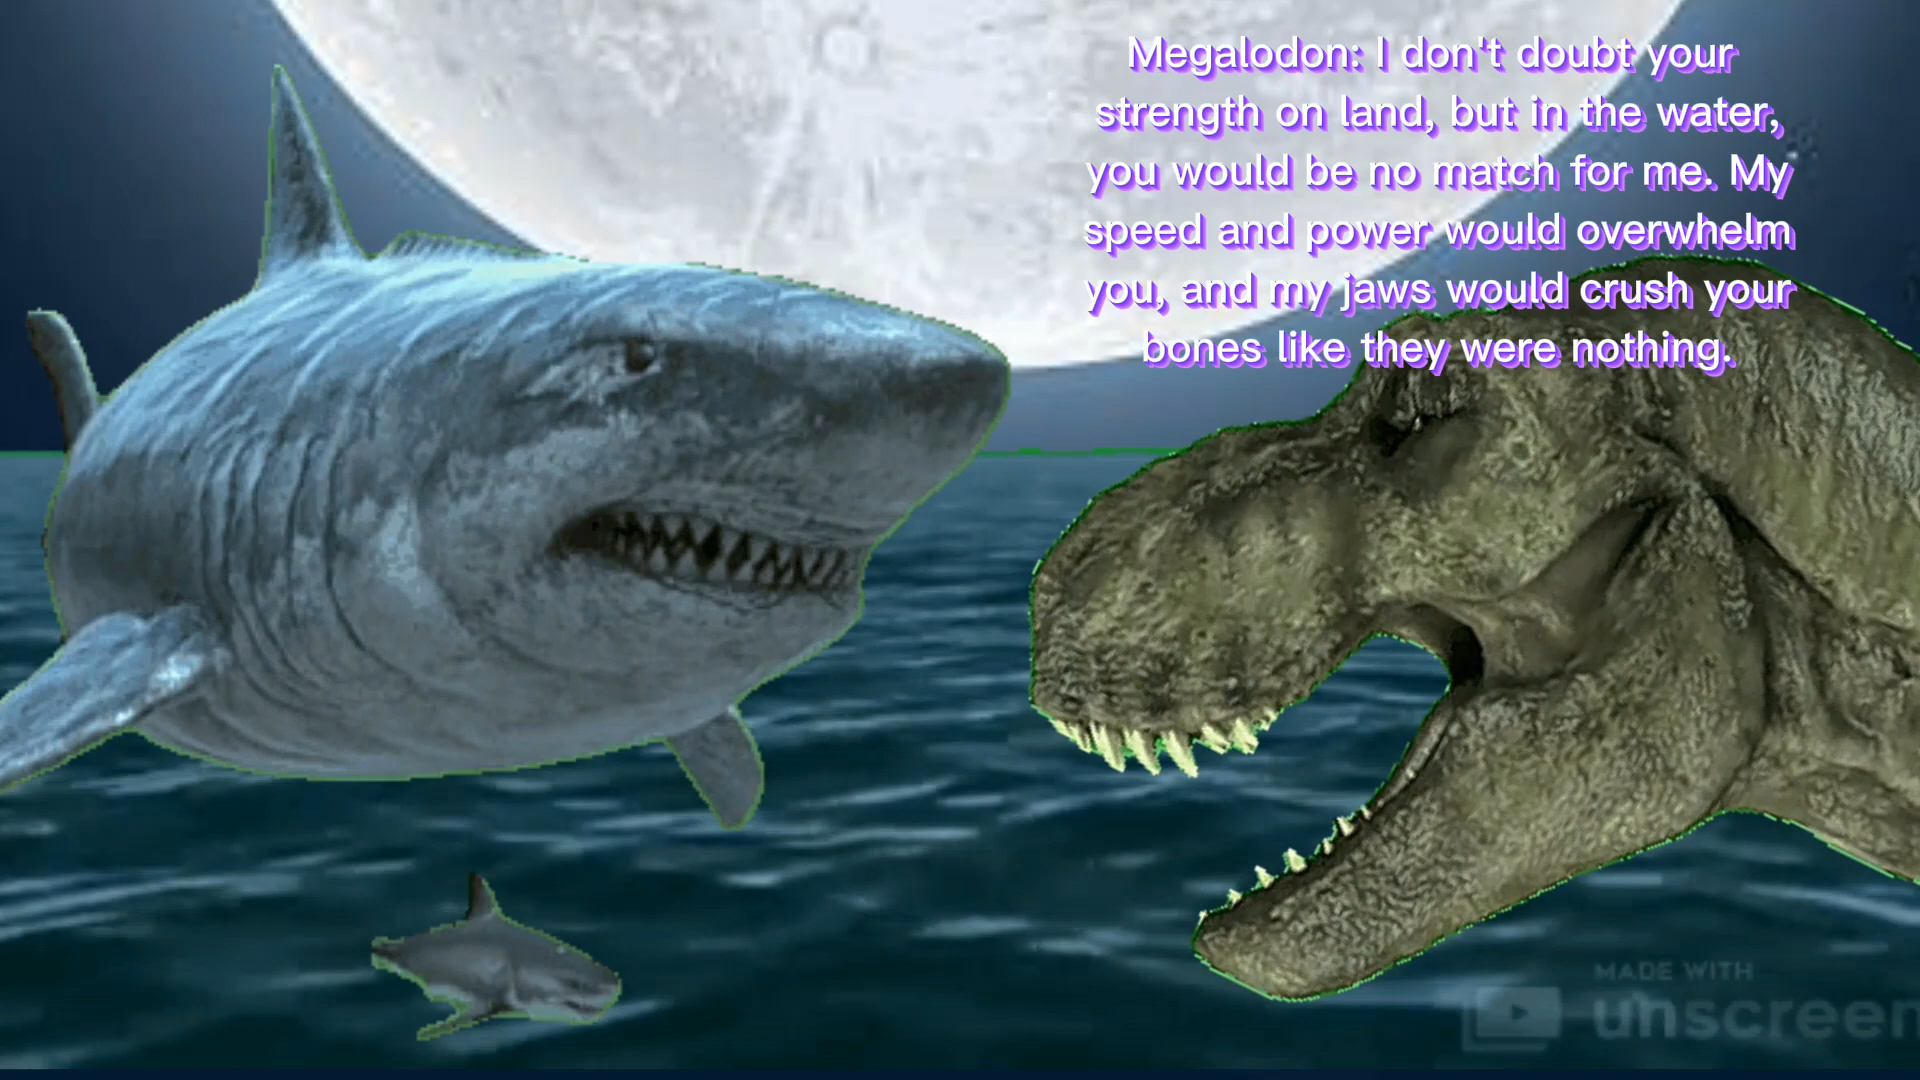 Megalodon: I don't doubt your
strength on land, but in the water,
you would be no match for me. My
speed and power would overwhelm
you, and my jaws would crush your
bones like they were nothing.
MADE WITH
unscreen